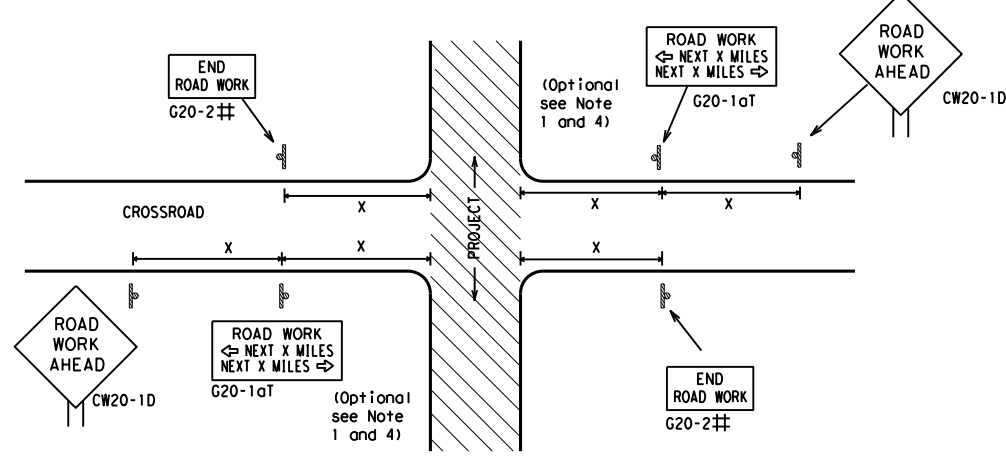 END
ROAD WORK
G20-2#
ROAD WORK
⇦ NEXT X MILES
NEXT X MILES ⇨
G20-1aT
(Optional
see Note
1 and 4)
ROAD
WORK
AHEAD
CW20-1D
X
X
X
CROSSROAD
PROJECT
X
X
X
ROAD
WORK
AHEAD
CW20-1D
ROAD WORK
⇦ NEXT X MILES
NEXT X MILES ⇨
G20-1aT
(Optional
see Note
1 and 4)
END
ROAD WORK
G20-2#